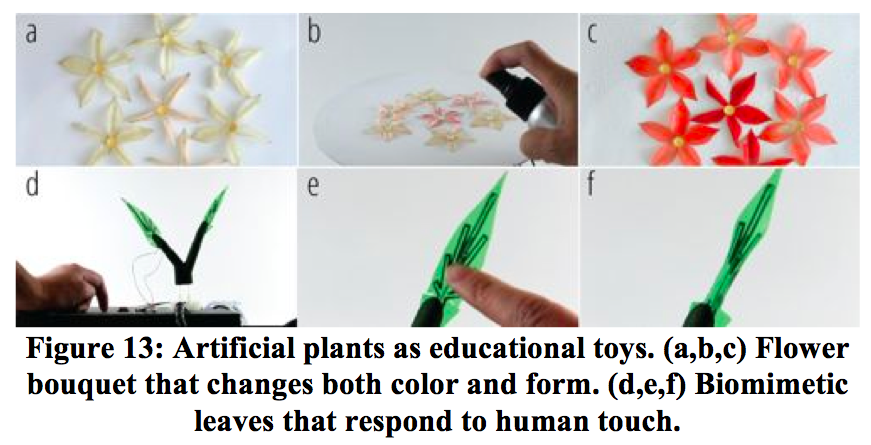 a
b
c
d
e
f
Figure 13: Artificial plants as educational toys. (a,b,c) Flower
bouquet that changes both color and form. (d,e,f) Biomimetic
leaves that respond to human touch.